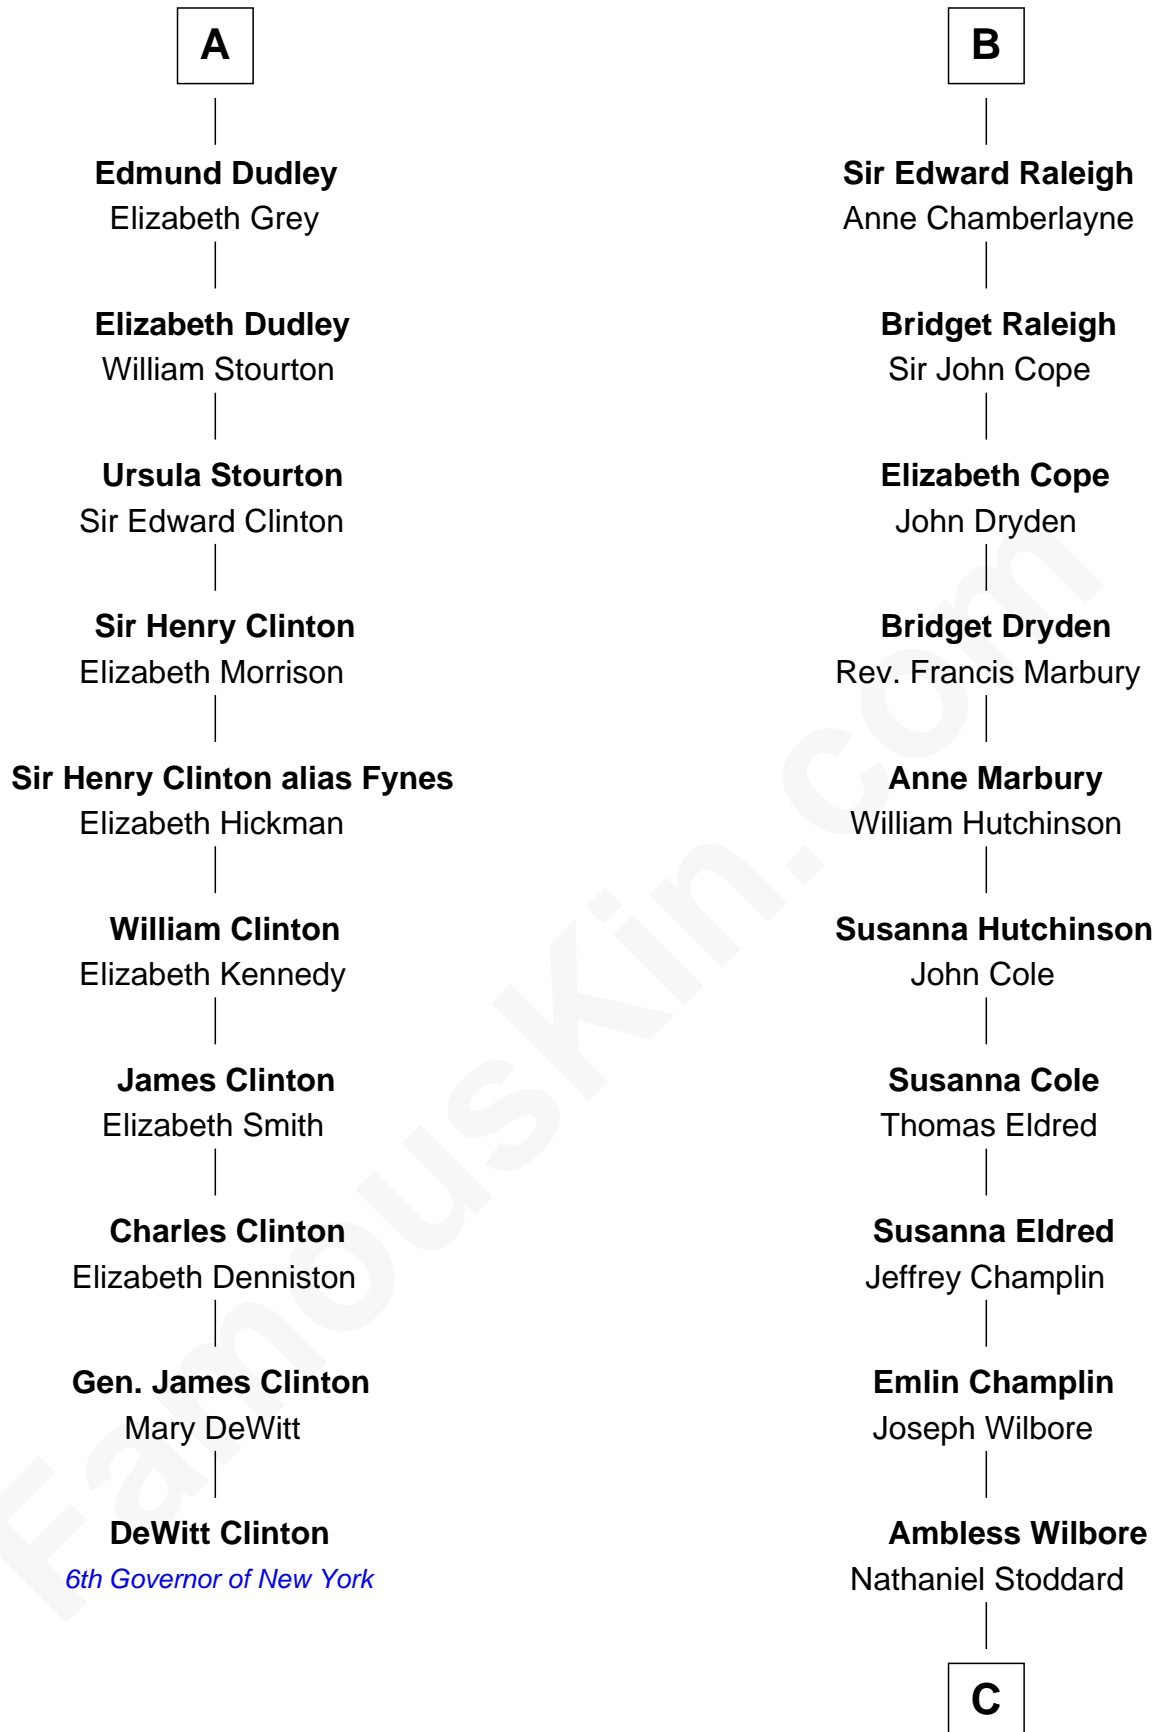 A
Edmund Dudley
Elizabeth Grey
Elizabeth Dudley
William Stourton
Ursula Stourton
Sir Edward Clinton
Sir Henry Clinton
Elizabeth Morrison
Sir Henry Clinton alias Fynes
Elizabeth Hickman
William Clinton
Elizabeth Kennedy
James Clinton
Elizabeth Smith
Charles Clinton
Elizabeth Denniston
Gen. James Clinton
Mary DeWitt
DeWitt Clinton
6th Governor of New York
B
Sir Edward Raleigh
Anne Chamberlayne
Bridget Raleigh
Sir John Cope
Elizabeth Cope
John Dryden
Bridget Dryden
Rev. Francis Marbury
Anne Marbury
William Hutchinson
Susanna Hutchinson
John Cole
Susanna Cole
Thomas Eldred
Susanna Eldred
Jeffrey Champlin
Emlin Champlin
Joseph Wilbore
Ambless Wilbore
Nathaniel Stoddard
C
FamousKin.com